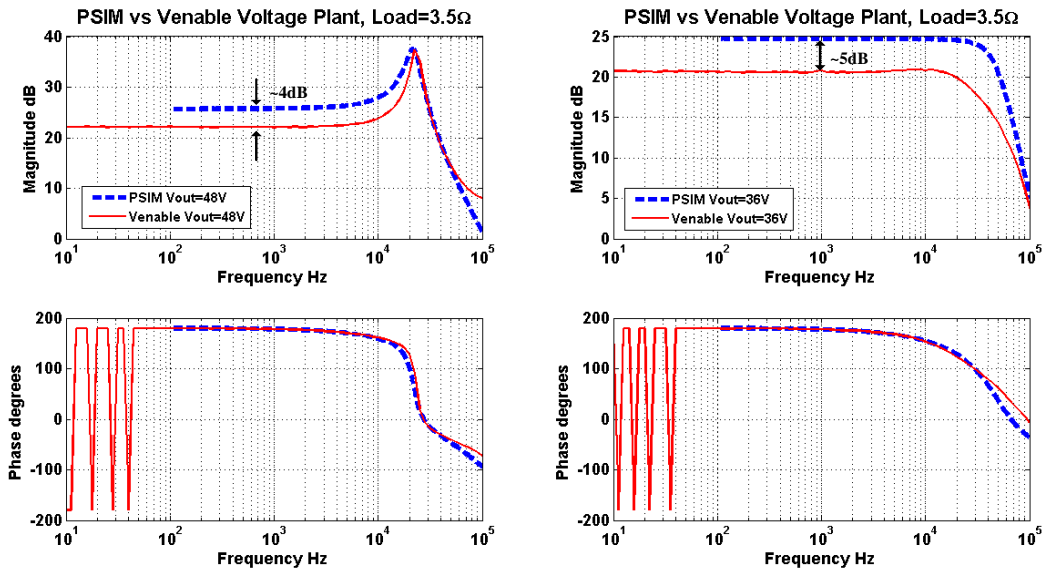 PSIM vs Venable Voltage Plant, Load=3.5Ω
40
30
20
10
0
Magnitude dB
~4dB
PSIM Vout=48V
Venable Vout=48V
10^1 10^2 10^3 10^4 10^5
Frequency Hz
PSIM vs Venable Voltage Plant, Load=3.5Ω
25
20
15
10
5
0
Magnitude dB
~5dB
PSIM Vout=36V
Venable Vout=36V
10^1 10^2 10^3 10^4 10^5
Frequency Hz
200
100
0
-100
-200
Phase degrees
10^1 10^2 10^3 10^4 10^5
Frequency Hz
200
100
0
-100
-200
Phase degrees
10^1 10^2 10^3 10^4 10^5
Frequency Hz